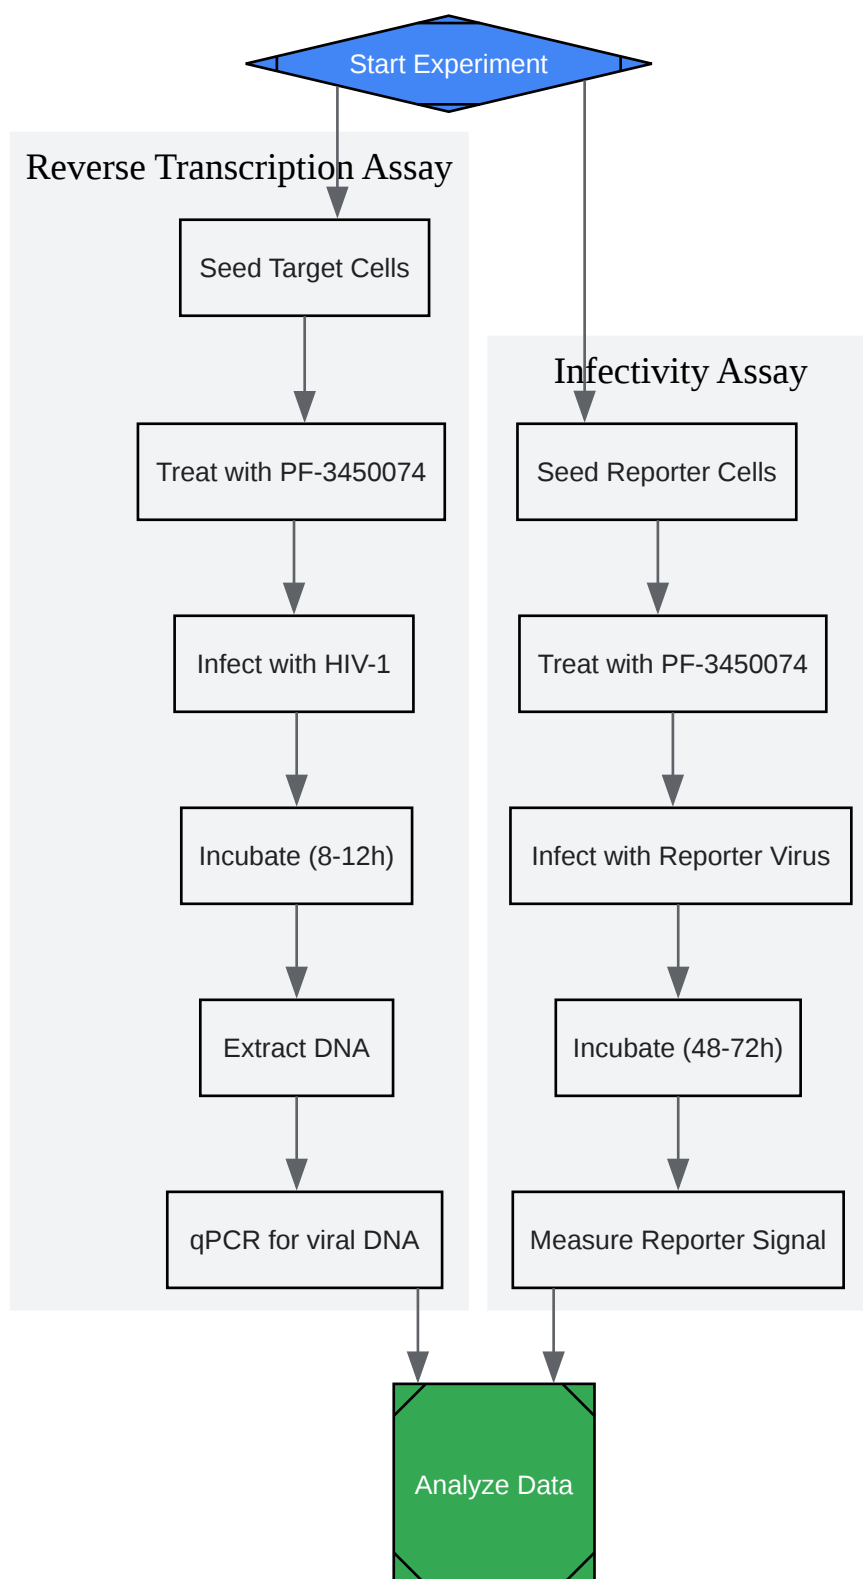 Start Experiment
Reverse Transcription Assay
Seed Target Cells
Treat with PF-3450074
Infect with HIV-1
Incubate (8-12h)
Extract DNA
qPCR for viral DNA
Infectivity Assay
Seed Reporter Cells
Treat with PF-3450074
Infect with Reporter Virus
Incubate (48-72h)
Measure Reporter Signal
Analyze Data